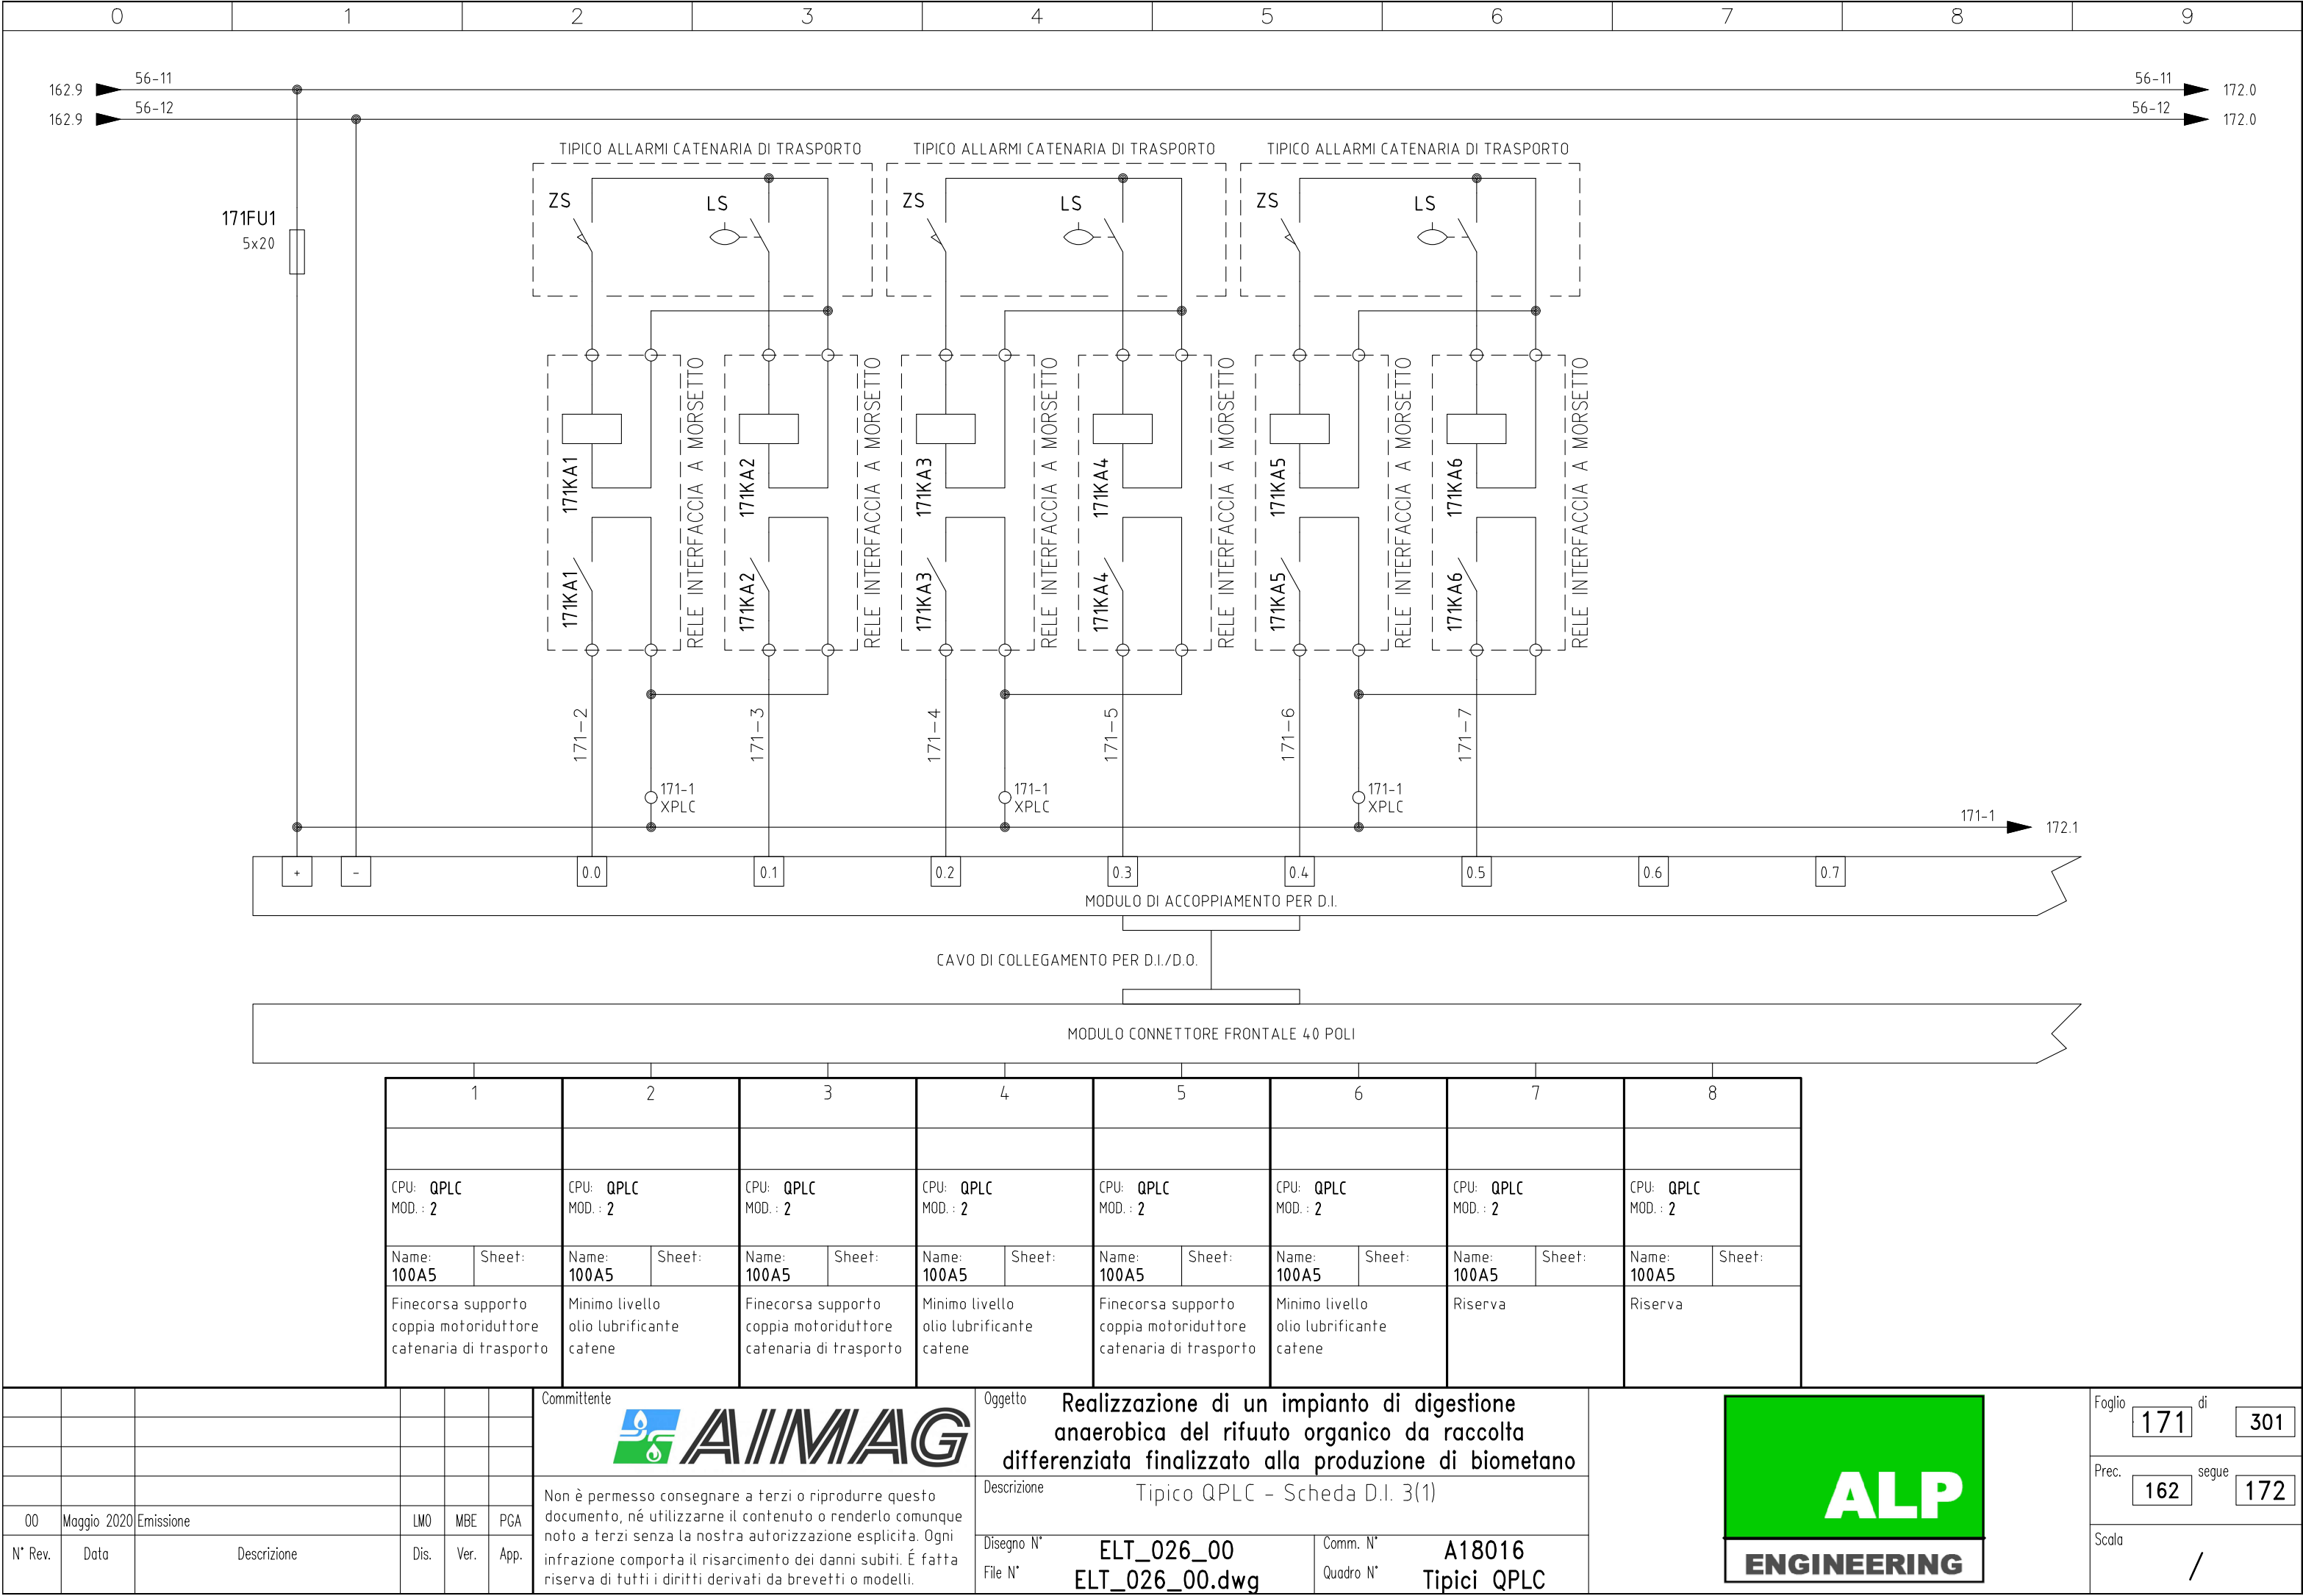 0 1 2 3 4 5 6 7 8 9
162.9 56-11 56-11 172.0
162.9 56-12 56-12 172.0
TIPICO ALLARMI CATENARIA DI TRASPORTO TIPICO ALLARMI CATENARIA DI TRASPORTO TIPICO ALLARMI CATENARIA DI TRASPORTO
ZS LS ZS LS ZS LS
171FU1
5x20
171KA1 171KA2 171KA3 171KA4 171KA5 171KA6
RELE INTERFACCIA A MORSETTO RELE INTERFACCIA A MORSETTO RELE INTERFACCIA A MORSETTO RELE INTERFACCIA A MORSETTO RELE INTERFACCIA A MORSETTO RELE INTERFACCIA A MORSETTO
171KA1 171KA2 171KA3 171KA4 171KA5 171KA6
171-2 171-3 171-4 171-5 171-6 171-7
171-1 171-1 171-1
XPLC XPLC XPLC
171-1 172.1
+ - 0.0 0.1 0.2 0.3 0.4 0.5 0.6 0.7
MODULO DI ACCOPPIAMENTO PER D.I.
CAVO DI COLLEGAMENTO PER D.I./D.O.
MODULO CONNETTORE FRONTALE 40 POLI
1 2 3 4 5 6 7 8
CPU: QPLC CPU: QPLC CPU: QPLC CPU: QPLC CPU: QPLC CPU: QPLC CPU: QPLC CPU: QPLC
MOD. : 2 MOD. : 2 MOD. : 2 MOD. : 2 MOD. : 2 MOD. : 2 MOD. : 2 MOD. : 2
Name: Sheet: Name: Sheet: Name: Sheet: Name: Sheet: Name: Sheet: Name: Sheet: Name: Sheet: Name: Sheet:
100A5 100A5 100A5 100A5 100A5 100A5 100A5 100A5
Finecorsa supporto Minimo livello Finecorsa supporto Minimo livello Finecorsa supporto Minimo livello Riserva Riserva
coppia motoriduttore olio lubrificante coppia motoriduttore olio lubrificante coppia motoriduttore olio lubrificante
catenaria di trasporto catene catenaria di trasporto catene catenaria di trasporto catene
00 Maggio 2020 Emissione LMO MBE PGA
N° Rev. Data Descrizione Dis. Ver. App.
Committente
AIMAG
Non è permesso consegnare a terzi o riprodurre questo
documento, né utilizzarne il contenuto o renderlo comunque
noto a terzi senza la nostra autorizzazione esplicita. Ogni
infrazione comporta il risarcimento dei danni subiti. É fatta
riserva di tutti i diritti derivati da brevetti o modelli.
Oggetto Realizzazione di un impianto di digestione
anaerobica del rifuuto organico da raccolta
differenziata finalizzato alla produzione di biometano
Descrizione Tipico QPLC - Scheda D.I. 3(1)
Disegno N° ELT_026_00 Comm. N° A18016
File N° ELT_026_00.dwg Quadro N° Tipici QPLC
ALP
ENGINEERING
Foglio 171 di 301
Prec. 162 segue 172
Scala /